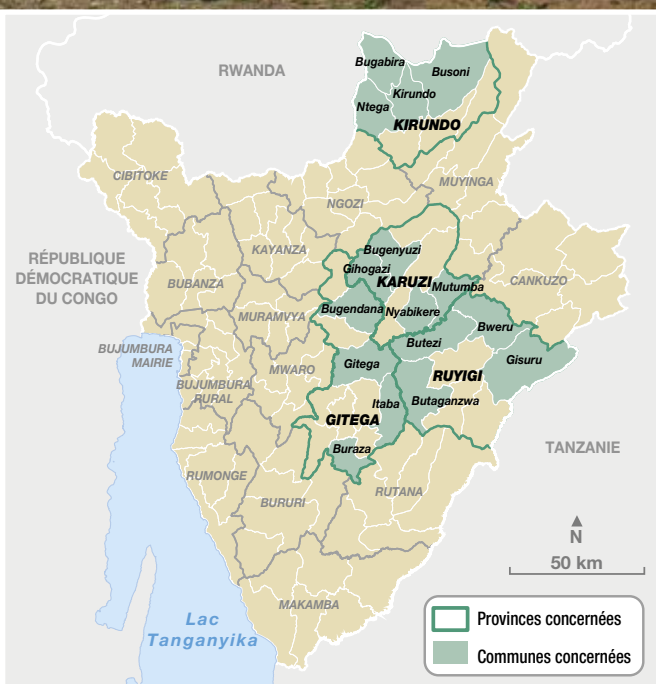 RWANDA
Bugabira
Busoni
Kirundo
Ntega
KIRUNDO
CIBITOKE
MUYINGA
NGOZI
RÉPUBLIQUE
DÉMOCRATIQUE
DU CONGO
KAYANZA
Bugenyuzi
Gihogazi
KARUZI
Mutumba
CANKUZO
BUBANZA
Bugendana
Nyabikere
MURAMVYA
Bweru
Butezi
BUJUMBURA
MAIRIE
Gitega
Gisuru
MWARO
RUYIGI
BUJUMBURA
RURAL
Itaba
Butaganzwa
GITEGA
Buraza
TANZANIE
RUMONGE
BURURI
RUTANA
N
50 km
MAKAMBA
Lac
Tanganyika
Provinces concernées
Communes concernées